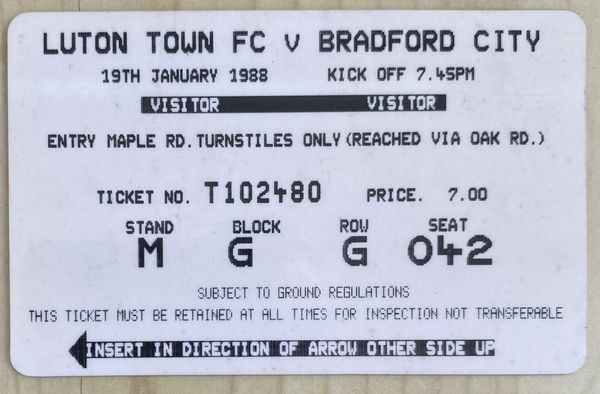 LUTON TOWN FC V BRADFORD CITY
19TH JANUARY 1988 KICK OFF 7.45PM
VISITOR VISITOR
ENTRY MAPLE RD.TURNSTILES ONLY(REACHED VIA OAK RD.)
TICKET NO. T102480 PRICE. 7.00
STAND BLOCK ROW SEAT
M G G 042
SUBJECT TO GROUND REGULATIONS
THIS TICKET MUST BE RETAINED AT ALL TIMES FOR INSPECTION NOT TRANSFERABLE
INSERT IN DIRECTION OF ARROW OTHER SIDE UP